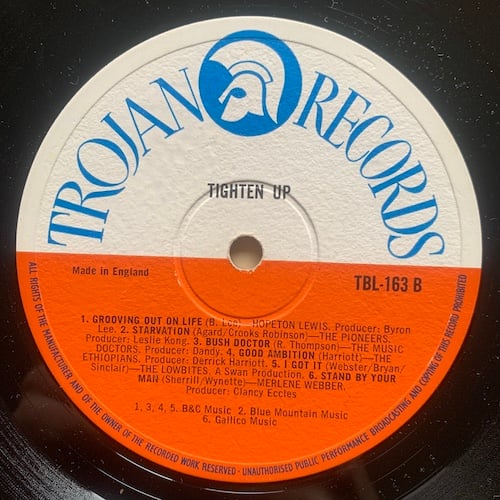 TROJAN RECORDS
TIGHTEN UP
Made in England
TBL-163 B
1. GROOVING OUT ON LIFE (B. Lee)—HOPETON LEWIS. Producer: Byron
Lee. 2. STARVATION (Agard/Crooks Robinson)—THE PIONEERS.
Producer: Leslie Kong. 3. BUSH DOCTOR (R. Thompson)—THE MUSIC
DOCTORS. Producer: Dandy. 4. GOOD AMBITION (Harriott)—THE
ETHIOPIANS. Producer: Derrick Harriott. 5. I GOT IT (Webster/Bryan/
Sinclair)—THE LOWBITES. A Swan Production. 6. STAND BY YOUR
MAN (Sherrill/Wynette)—MERLENE WEBBER.
Producer: Clancy Eccles
1, 3, 4, 5. B&C Music 2. Blue Mountain Music
6. Gallico Music
ALL RIGHTS OF THE MANUFACTURER AND OF THE OWNER OF THE RECORDED WORK RESERVED - UNAUTHORISED PUBLIC PERFORMANCE BROADCASTING AND COPYING OF THIS RECORD PROHIBITED